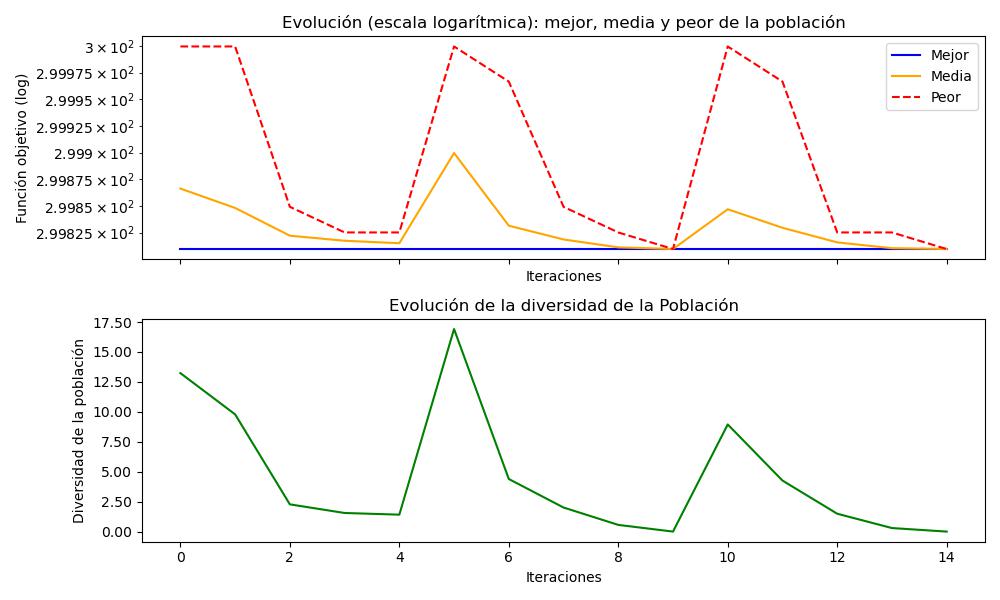 Evolución (escala logarítmica): mejor, media y peor de la población
Función objetivo (log)
3 × 10²
2.99975 × 10²
2.9995 × 10²
2.99925 × 10²
2.999 × 10²
2.99875 × 10²
2.9985 × 10²
2.99825 × 10²
Mejor
Media
Peor
Iteraciones
Evolución de la diversidad de la Población
Diversidad de la población
17.50
15.00
12.50
10.00
7.50
5.00
2.50
0.00
0 2 4 6 8 10 12 14
Iteraciones